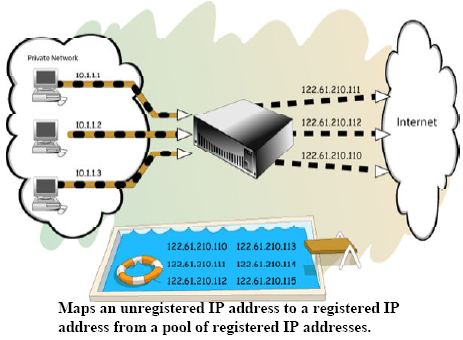 Private Network
10.1.1.1
10.1.1.2
10.1.1.3
122.61.210.111
122.61.210.112
122.61.210.110
Internet
122.61.210.110 122.61.210.113
122.61.210.111 122.61.210.114
122.61.210.112 122.61.210.115
Maps an unregistered IP address to a registered IP
address from a pool of registered IP addresses.